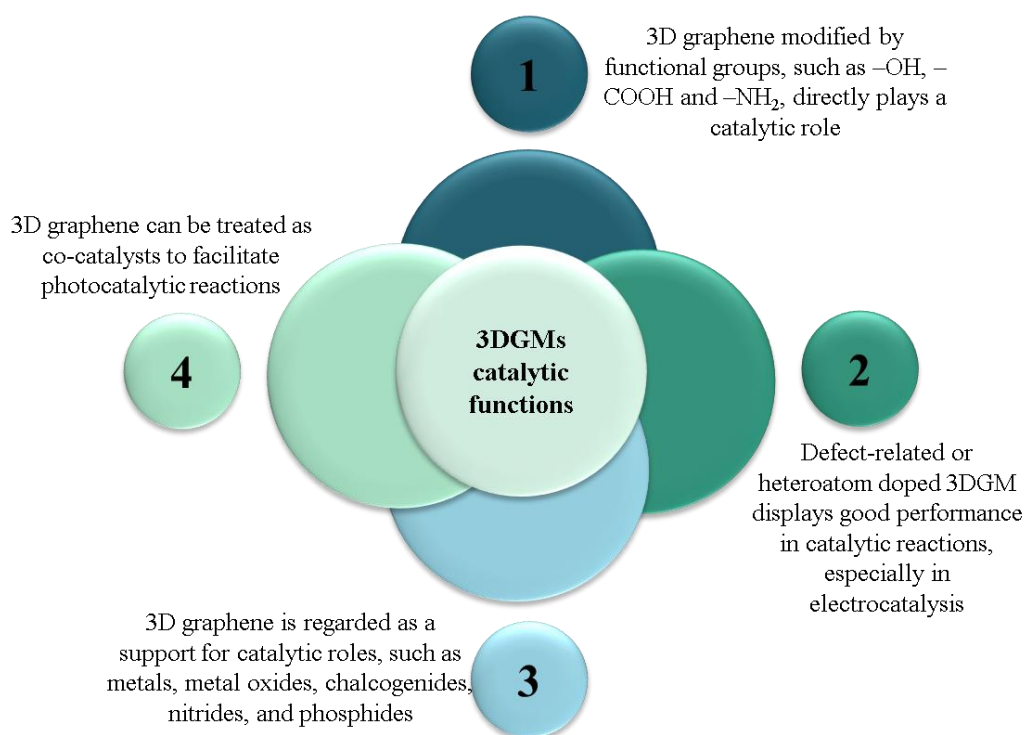 1
3D graphene modified by
functional groups, such as –OH, –
COOH and –NH₂, directly plays a
catalytic role
3D graphene can be treated as
co-catalysts to facilitate
photocatalytic reactions
4
3DGMs
catalytic
functions
2
Defect-related or
heteroatom doped 3DGM
displays good performance
in catalytic reactions,
especially in
electrocatalysis
3D graphene is regarded as a
support for catalytic roles, such as
metals, metal oxides, chalcogenides,
nitrides, and phosphides
3